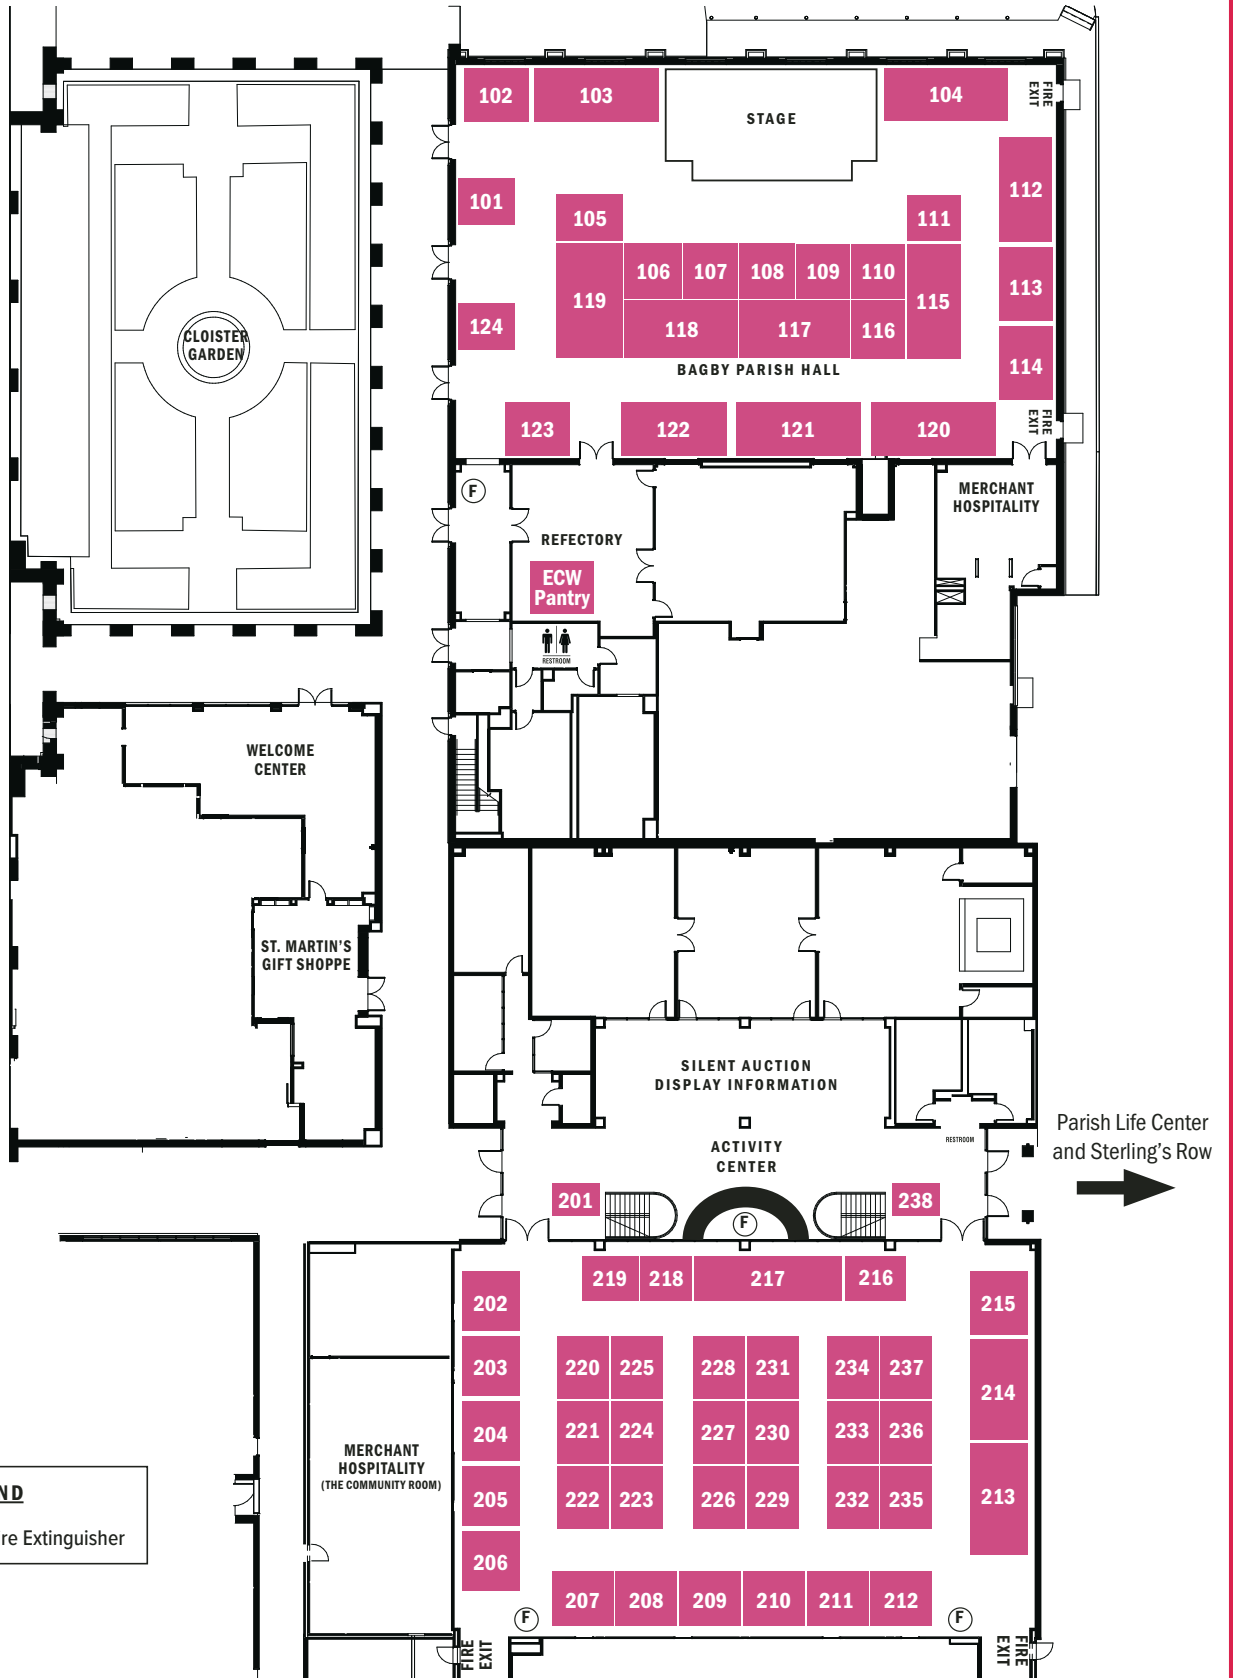 102
103
STAGE
104
FIRE
EXIT
101
105
111
112
106
107
108
109
110
119
115
113
124
118
117
116
114
CLOISTER
GARDEN
BAGBY PARISH HALL
123
122
121
120
FIRE
EXIT
F
REFECTORY
MERCHANT
HOSPITALITY
ECW
Pantry
RESTROOM
WELCOME
CENTER
ST. MARTIN'S
GIFT SHOPPE
SILENT AUCTION
DISPLAY INFORMATION
ACTIVITY
CENTER
RESTROOM
Parish Life Center
and Sterling's Row
201
F
238
219
218
217
216
202
215
203
220
225
228
231
234
237
214
204
221
224
227
230
233
236
205
222
223
226
229
232
235
213
206
207
208
209
210
211
212
MERCHANT
HOSPITALITY
(THE COMMUNITY ROOM)
ND
re Extinguisher
F
F
FIRE
EXIT
FIRE
EXIT